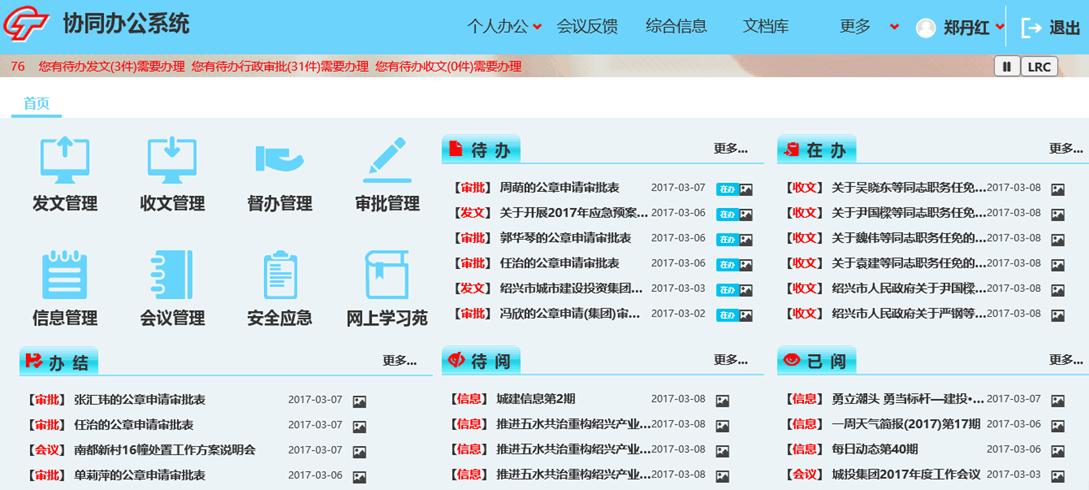 协同办公系统
个人办公 会议反馈 综合信息 文档库 更多 郑丹红 退出
76 您有待办发文(3件)需要办理 您有待办行政审批(31件)需要办理 您有待办收文(0件)需要办理 LRC
首页
发文管理 收文管理 督办管理 审批管理
信息管理 会议管理 安全应急 网上学习苑
待办 更多...
【审批】 周萌的公章申请审批表 2017-03-07 在办
【发文】 关于开展2017年应急预案... 2017-03-06 在办
【审批】 郭华琴的公章申请审批表 2017-03-06 在办
【审批】 任治的公章申请审批表 2017-03-06 在办
【发文】 绍兴市城市建设投资集团... 2017-03-03 在办
【审批】 冯欣的公章申请(集团)审... 2017-03-02 在办
在办 更多...
【收文】 关于吴晓东等同志职务任免... 2017-03-08
【收文】 关于尹国樑等同志职务任免... 2017-03-08
【收文】 关于魏伟等同志职务任免的... 2017-03-08
【收文】 关于袁建等同志职务任免的... 2017-03-08
【收文】 绍兴市人民政府关于尹国樑... 2017-03-08
【收文】 绍兴市人民政府关于严钢等... 2017-03-08
办结 更多...
【审批】 张汇玮的公章申请审批表 2017-03-07
【审批】 任治的公章申请审批表 2017-03-07
【会议】 南都新村16幢处置工作方案说明会 2017-03-07
【审批】 单莉萍的公章申请审批表 2017-03-06
待阅 更多...
【信息】 城建信息第2期 2017-03-08
【信息】 推进五水共治重构绍兴产业... 2017-03-08
【信息】 推进五水共治重构绍兴产业... 2017-03-08
【信息】 推进五水共治重构绍兴产业... 2017-03-08
已阅 更多...
【信息】 勇立潮头 勇当标杆—建投•... 2017-03-07
【信息】 一周天气简报(2017)第17期 2017-03-06
【信息】 每日动态第40期 2017-03-06
【会议】 城投集团2017年度工作会议 2017-03-03